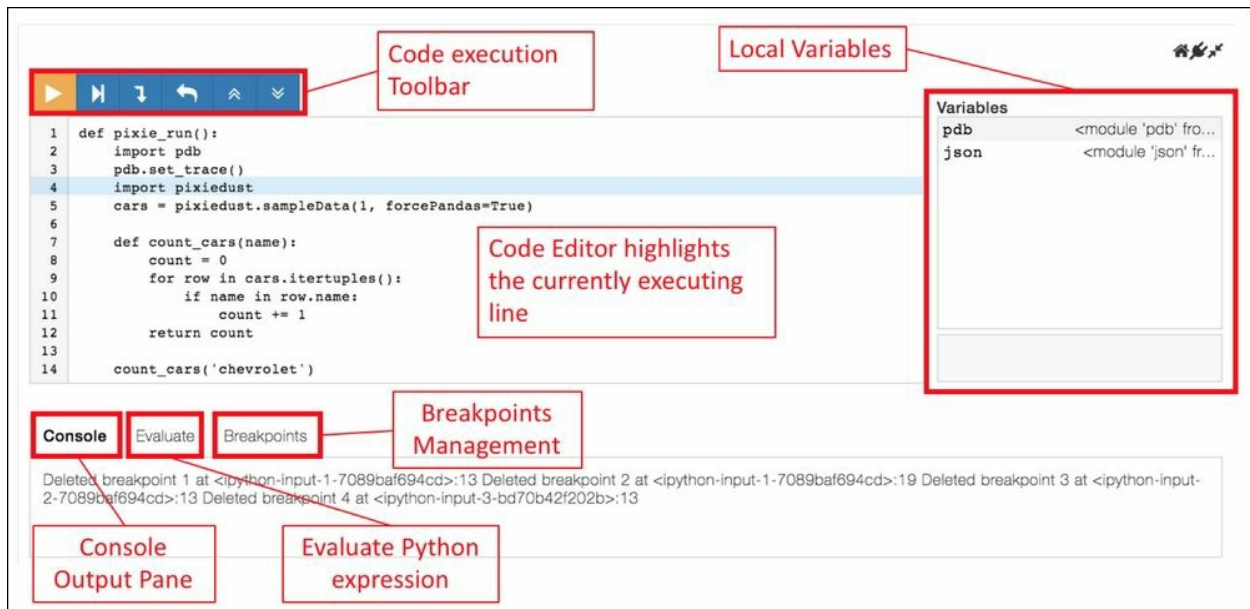 Code execution
Toolbar
Local Variables
Variables
pdb <module 'pdb' fro...
json <module 'json' fr...
1 def pixie_run():
2     import pdb
3     pdb.set_trace()
4     import pixiedust
5     cars = pixiedust.sampleData(1, forcePandas=True)
6
7     def count_cars(name):
8         count = 0
9         for row in cars.itertuples():
10             if name in row.name:
11                 count += 1
12         return count
13
14     count_cars('chevrolet')
Code Editor highlights
the currently executing
line
Console Evaluate Breakpoints
Breakpoints
Management
Deleted breakpoint 1 at <ipython-input-1-7089baf694cd>:13 Deleted breakpoint 2 at <ipython-input-1-7089baf694cd>:19 Deleted breakpoint 3 at <ipython-input-
2-7089baf694cd>:13 Deleted breakpoint 4 at <ipython-input-3-bd70b42f202b>:13
Console
Output Pane
Evaluate Python
expression